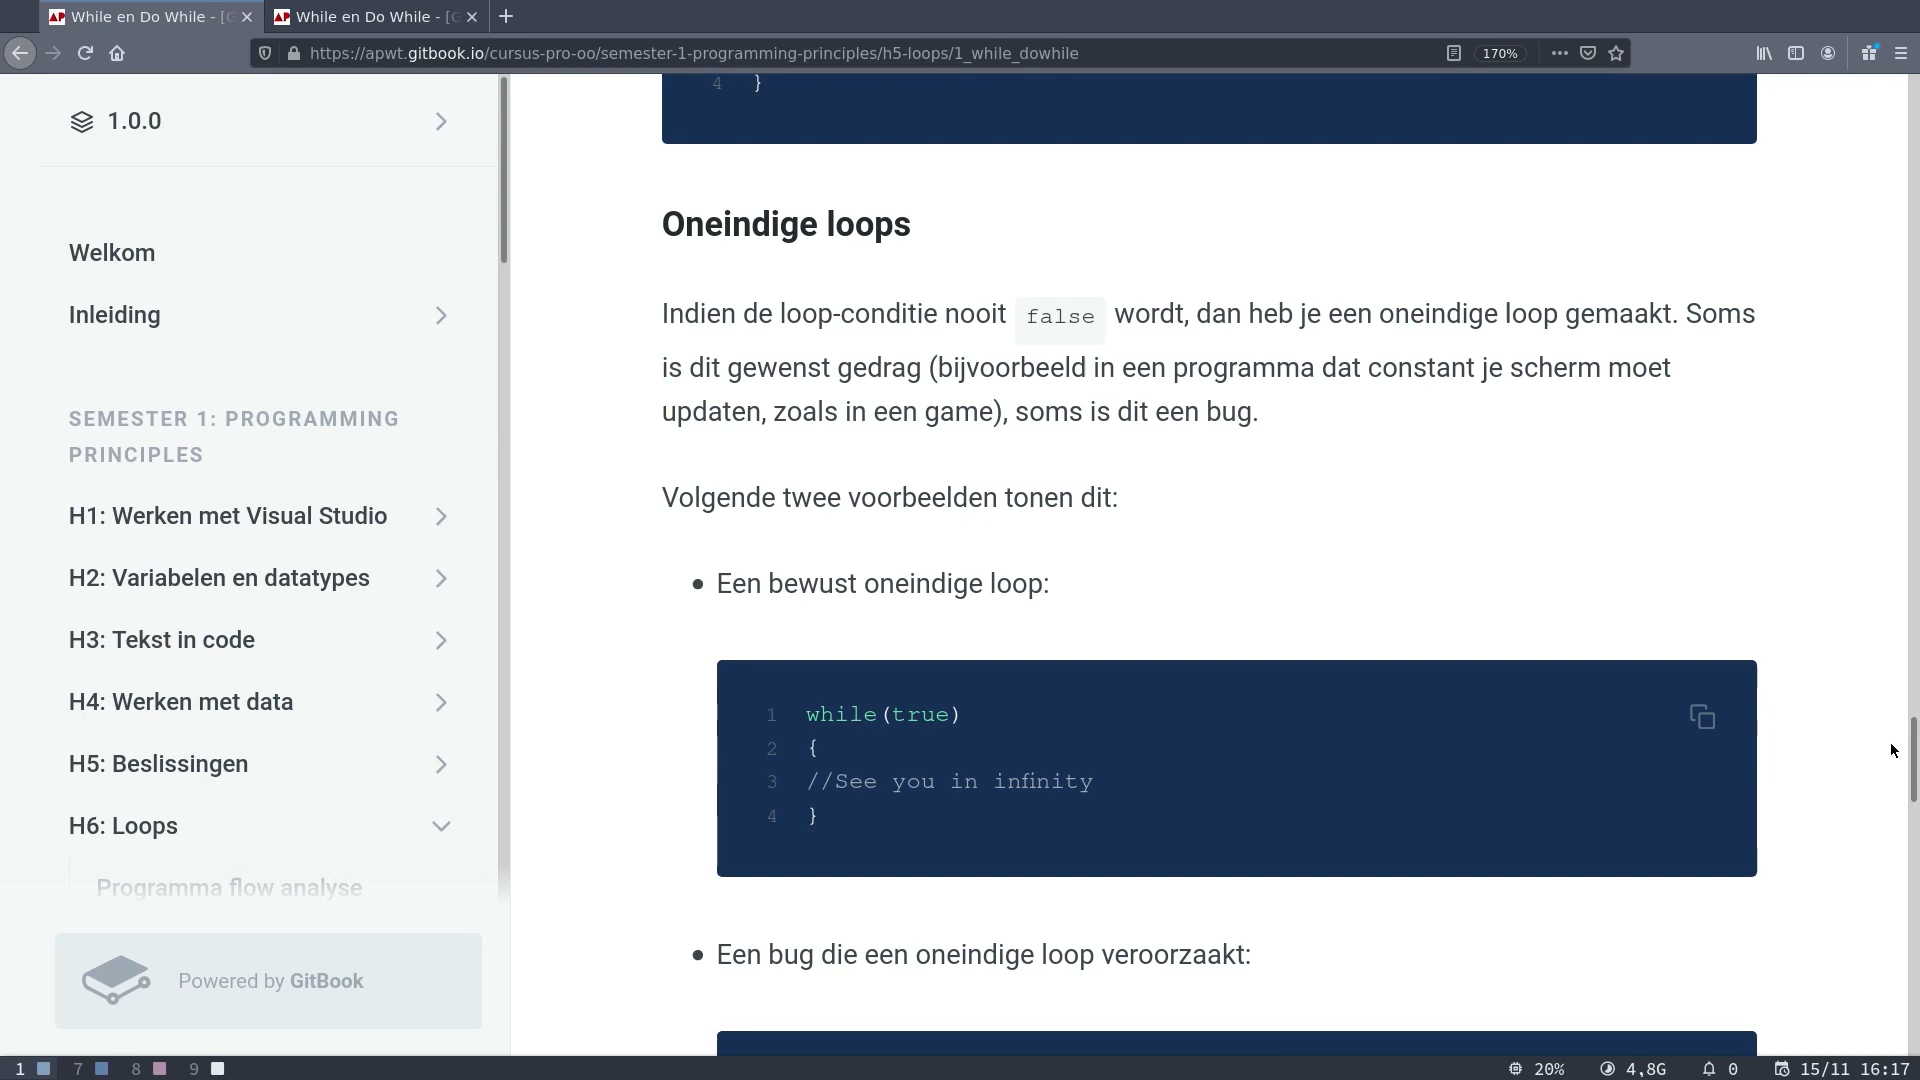 While en Do While - [
While en Do While - [
https://apwt.gitbook.io/cursus-pro-oo/semester-1-programming-principles/h5-loops/1_while_dowhile
170%
1.0.0
Welkom
Inleiding
SEMESTER 1: PROGRAMMING
PRINCIPLES
H1: Werken met Visual Studio
H2: Variabelen en datatypes
H3: Tekst in code
H4: Werken met data
H5: Beslissingen
H6: Loops
Programma flow analyse
Powered by GitBook
4 }
Oneindige loops
Indien de loop-conditie nooit false wordt, dan heb je een oneindige loop gemaakt. Soms
is dit gewenst gedrag (bijvoorbeeld in een programma dat constant je scherm moet
updaten, zoals in een game), soms is dit een bug.
Volgende twee voorbeelden tonen dit:
• Een bewust oneindige loop:
1 while(true)
2 {
3 //See you in infinity
4 }
• Een bug die een oneindige loop veroorzaakt:
1 7 8 9
20% 4,8G 0 15/11 16:17